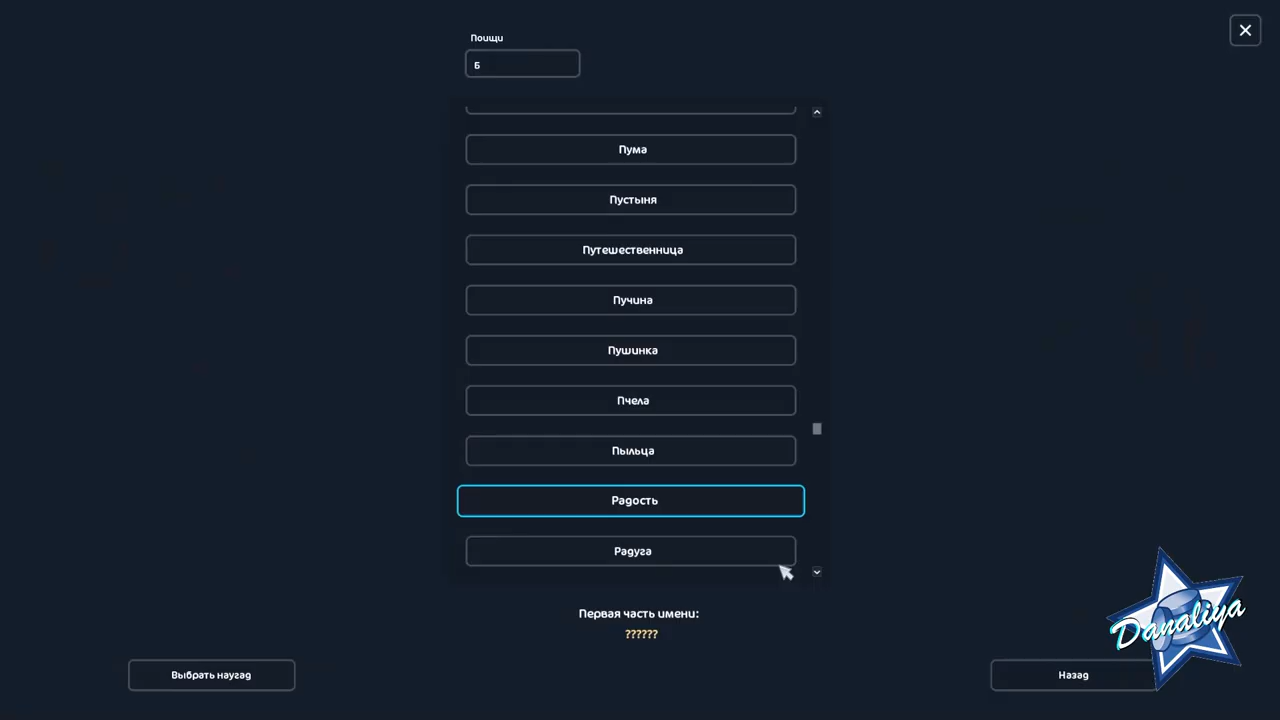 Поищи
Б
Пума
Пустыня
Путешественница
Пучина
Пушинка
Пчела
Пыльца
Радость
Радуга
Первая часть имени:
??????
Выбрать наугад
Назад
Danaliya